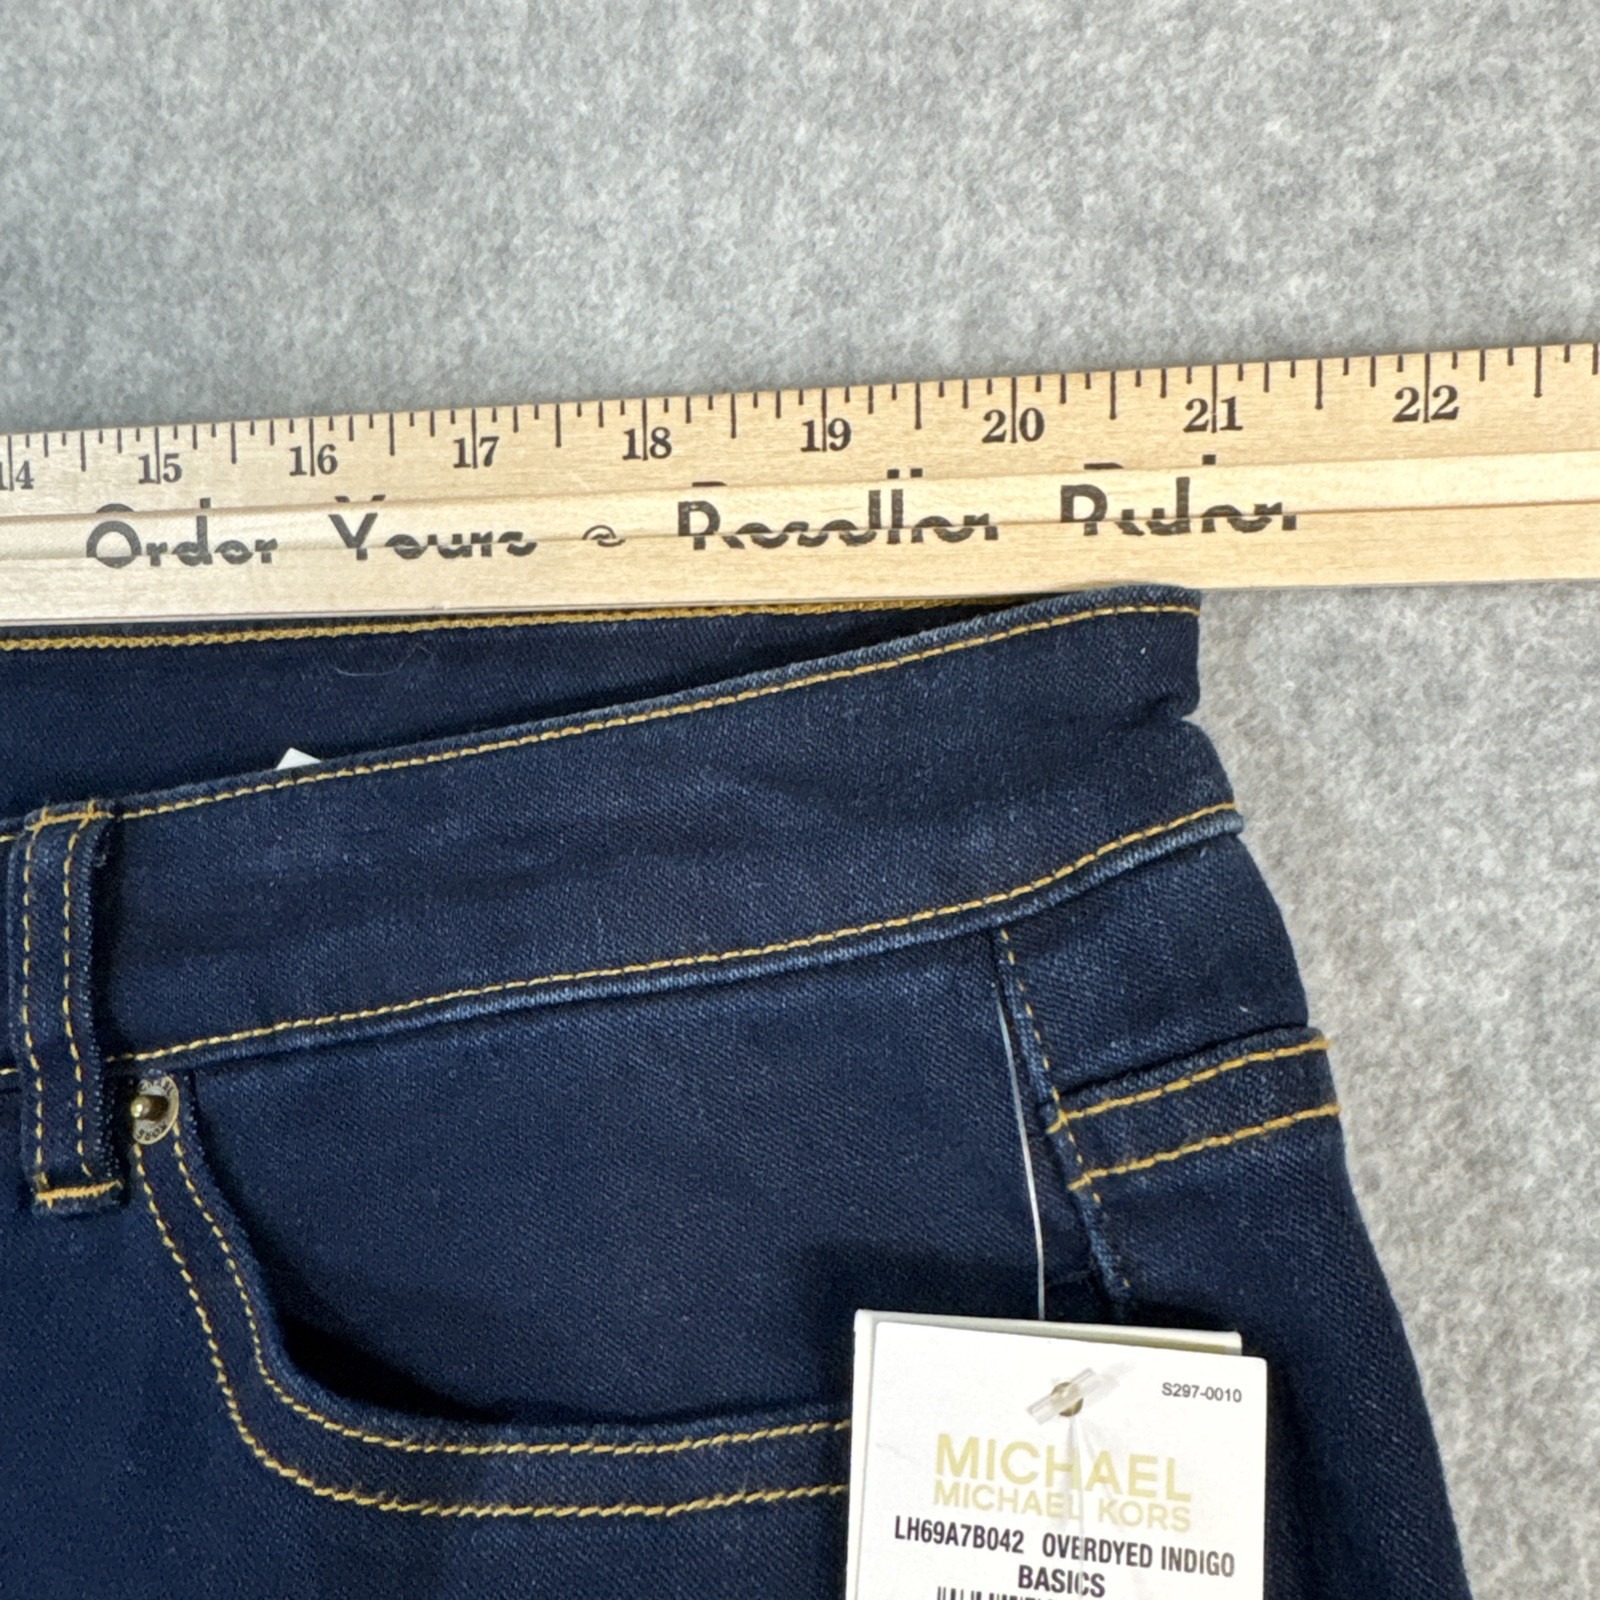 14 15 16 17 18 19 20 21 22
Order Yours @ Reseller Ruler.
S297-0010
MICHAEL
MICHAEL KORS
LH69A7B042 OVERDYED INDIGO
BASICS